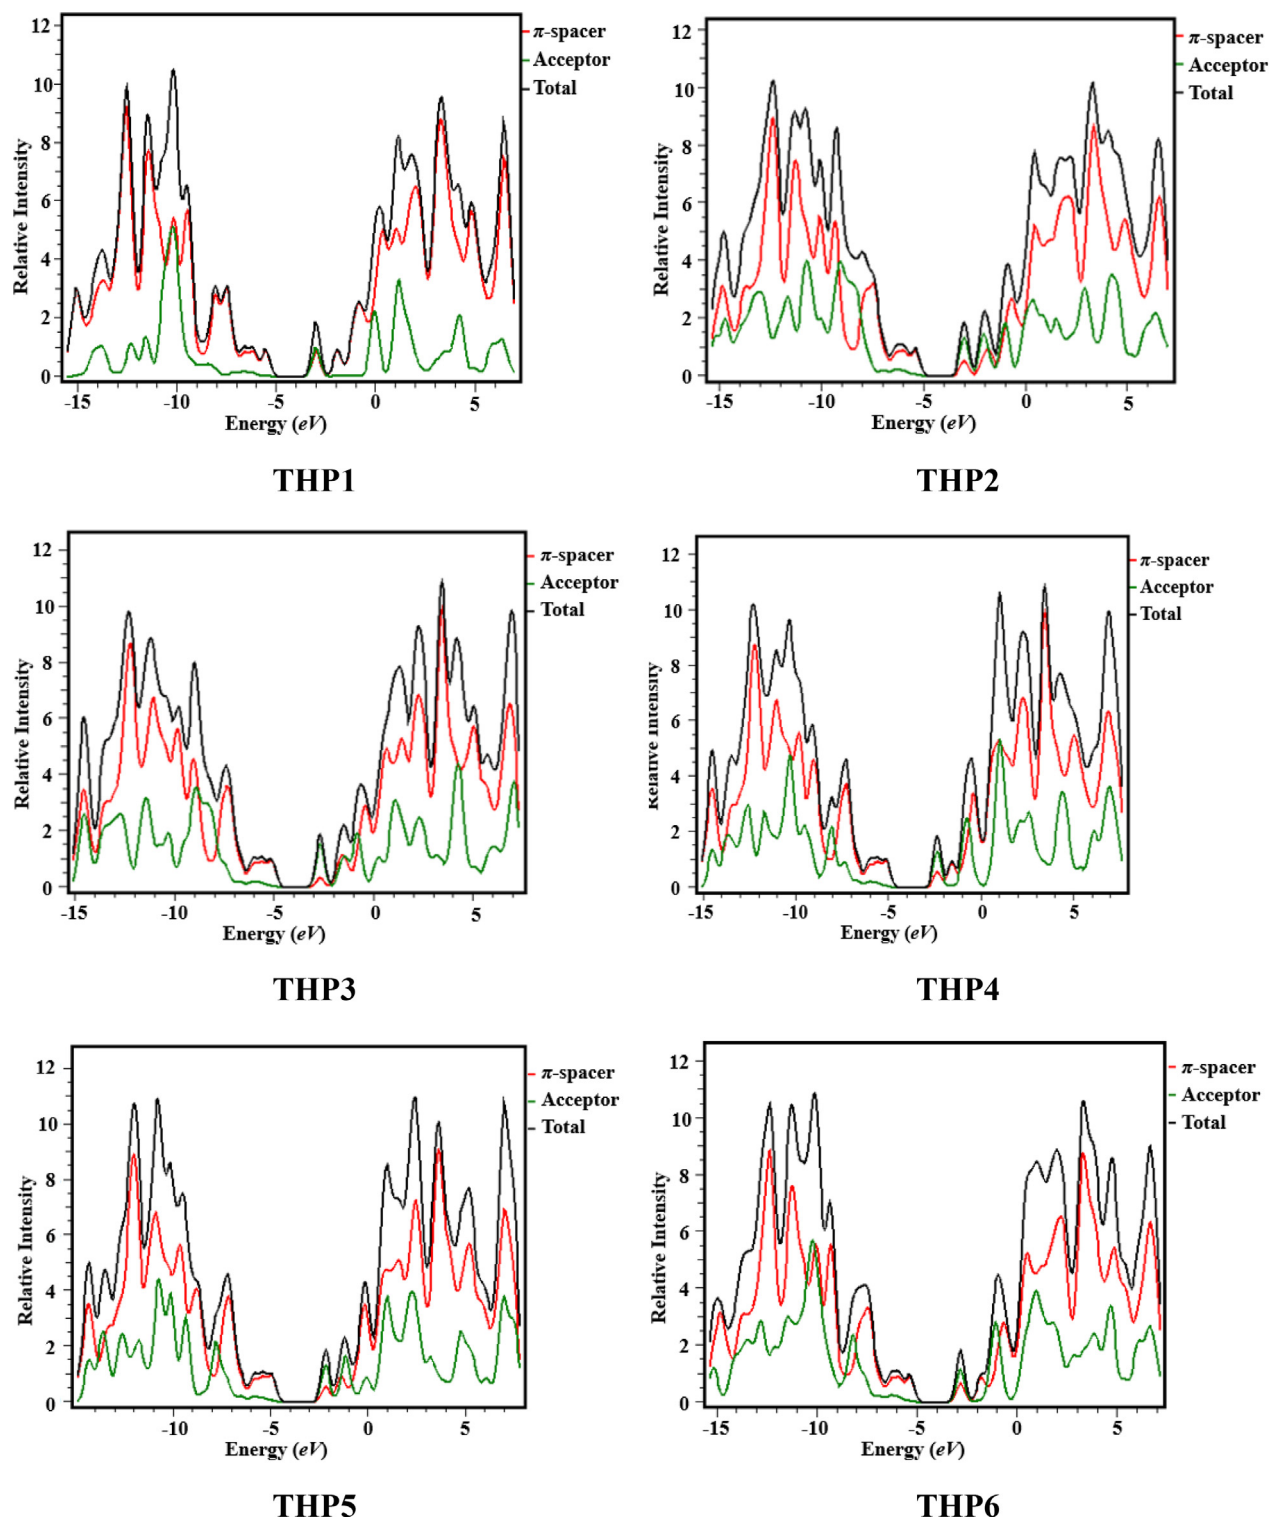 12
10
8
6
4
2
0
Relative Intensity
-15 -10 -5 0 5
Energy (eV)
π-spacer
Acceptor
Total
THP1
12
10
8
6
4
2
0
Relative Intensity
-15 -10 -5 0 5
Energy (eV)
π-spacer
Acceptor
Total
THP2
12
10
8
6
4
2
0
Relative Intensity
-15 -10 -5 0 5
Energy (eV)
π-spacer
Acceptor
Total
THP3
12
10
8
6
4
2
0
Relative Intensity
-15 -10 -5 0 5
Energy (eV)
π-spacer
Acceptor
Total
THP4
12
10
8
6
4
2
0
Relative Intensity
-10 -5 0 5
Energy (eV)
π-spacer
Acceptor
Total
THP5
12
10
8
6
4
2
0
Relative Intensity
-15 -10 -5 0 5
Energy (eV)
π-spacer
Acceptor
Total
THP6